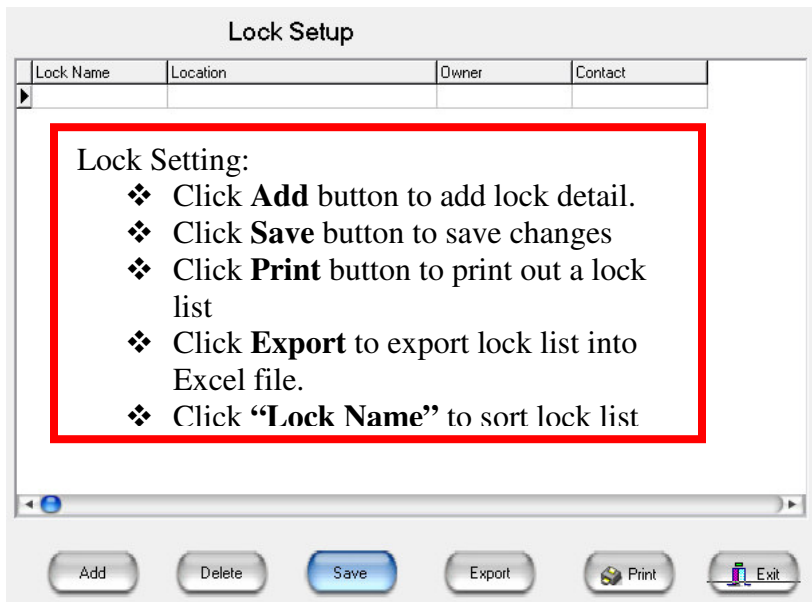 Lock Setup
Lock Name Location Owner Contact
Lock Setting:
❖ Click Add button to add lock detail.
❖ Click Save button to save changes
❖ Click Print button to print out a lock
list
❖ Click Export to export lock list into
Excel file.
❖ Click “Lock Name” to sort lock list
Add Delete Save Export Print Exit